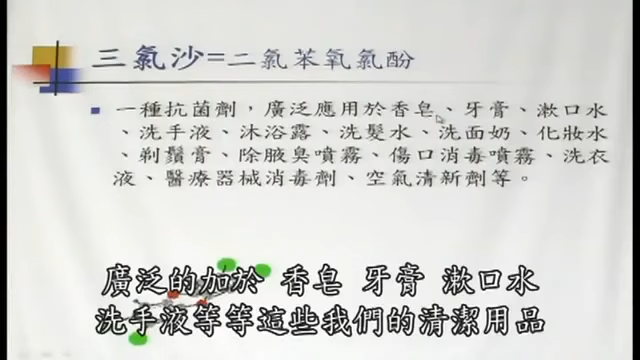 三氯沙=二氯苯氧氯酚
一種抗菌劑，廣泛應用於香皂、牙膏、漱口水
、洗手液、沐浴露、洗髮水、洗面奶、化妝水
、剃鬚膏、除腋臭噴霧、傷口消毒噴霧、洗衣
液、醫療器械消毒劑、空氣清新劑等。
廣泛的加於 香皂 牙膏 漱口水
洗手液等等這些我們的清潔用品